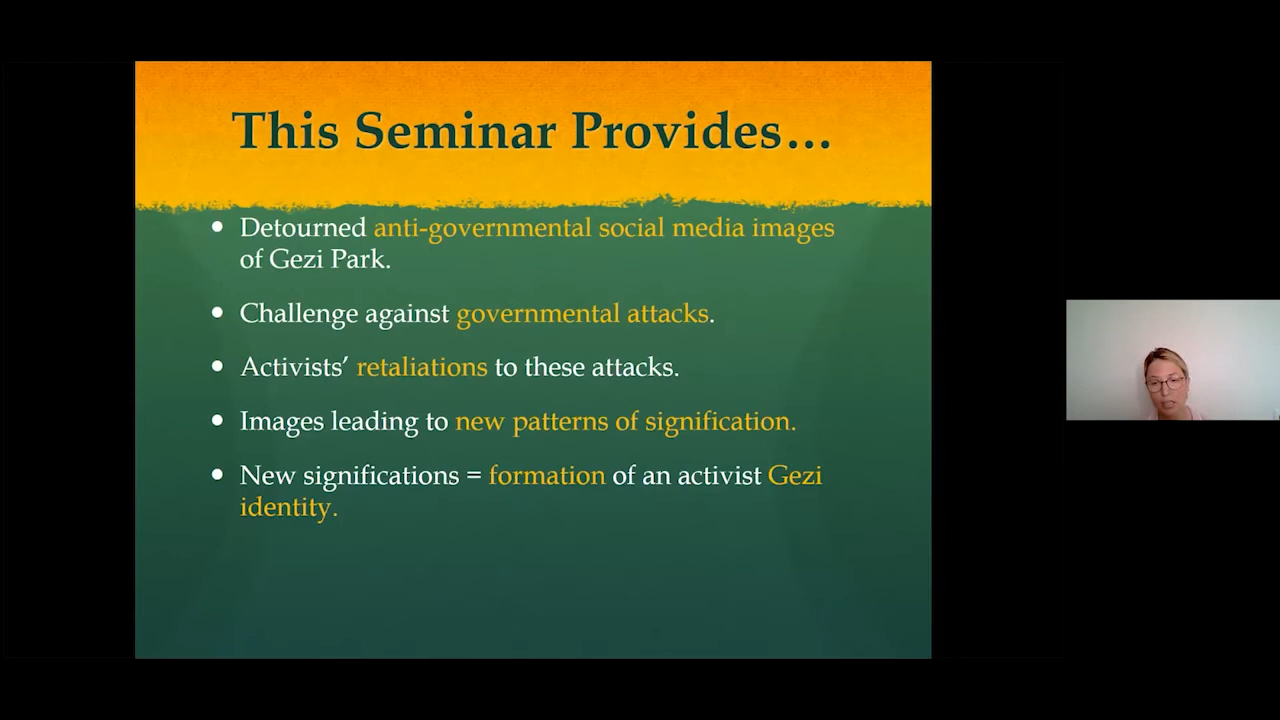 This Seminar Provides…
• Detourned anti-governmental social media images
of Gezi Park.
• Challenge against governmental attacks.
• Activists’ retaliations to these attacks.
• Images leading to new patterns of signification.
• New significations = formation of an activist Gezi
identity.